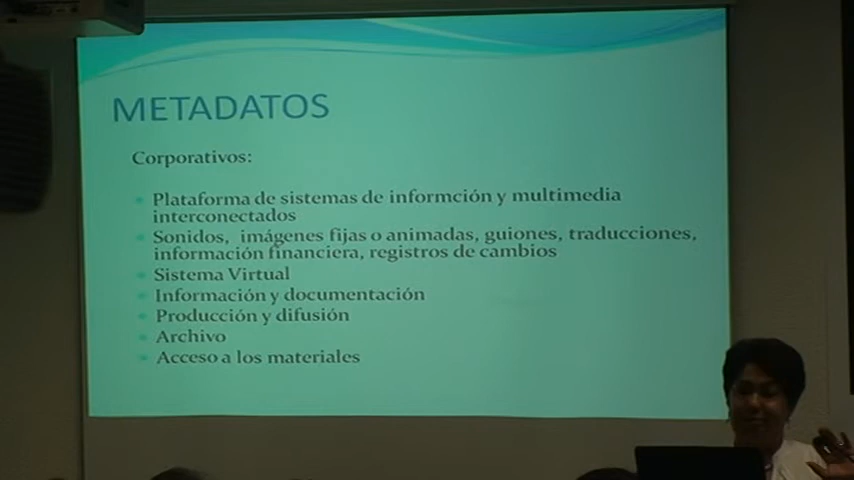 METADATOS
Corporativos:
Plataforma de sistemas de informción y multimedia
interconectados
Sonidos, imágenes fijas o animadas, guiones, traducciones,
información financiera, registros de cambios
Sistema Virtual
Información y documentación
Producción y difusión
Archivo
Acceso a los materiales